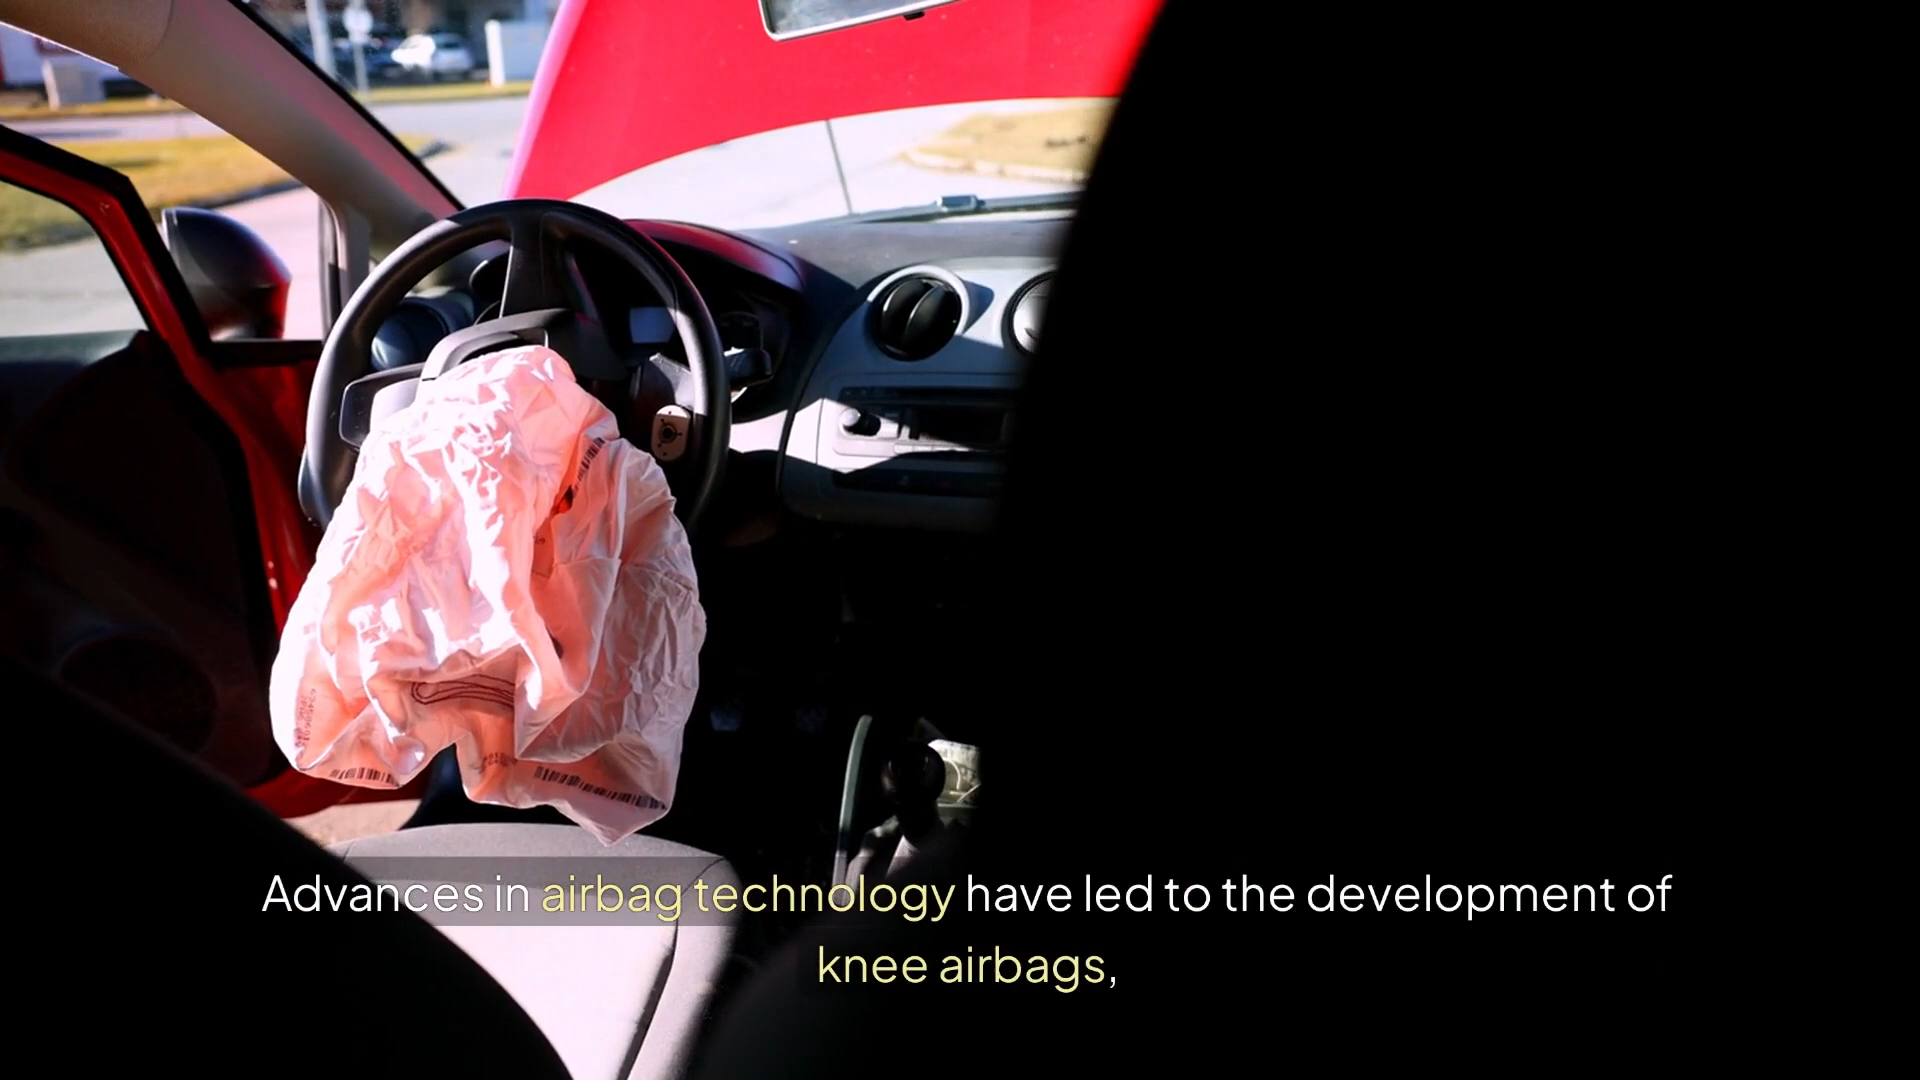 Advances in airbag technology have led to the development of
knee airbags,